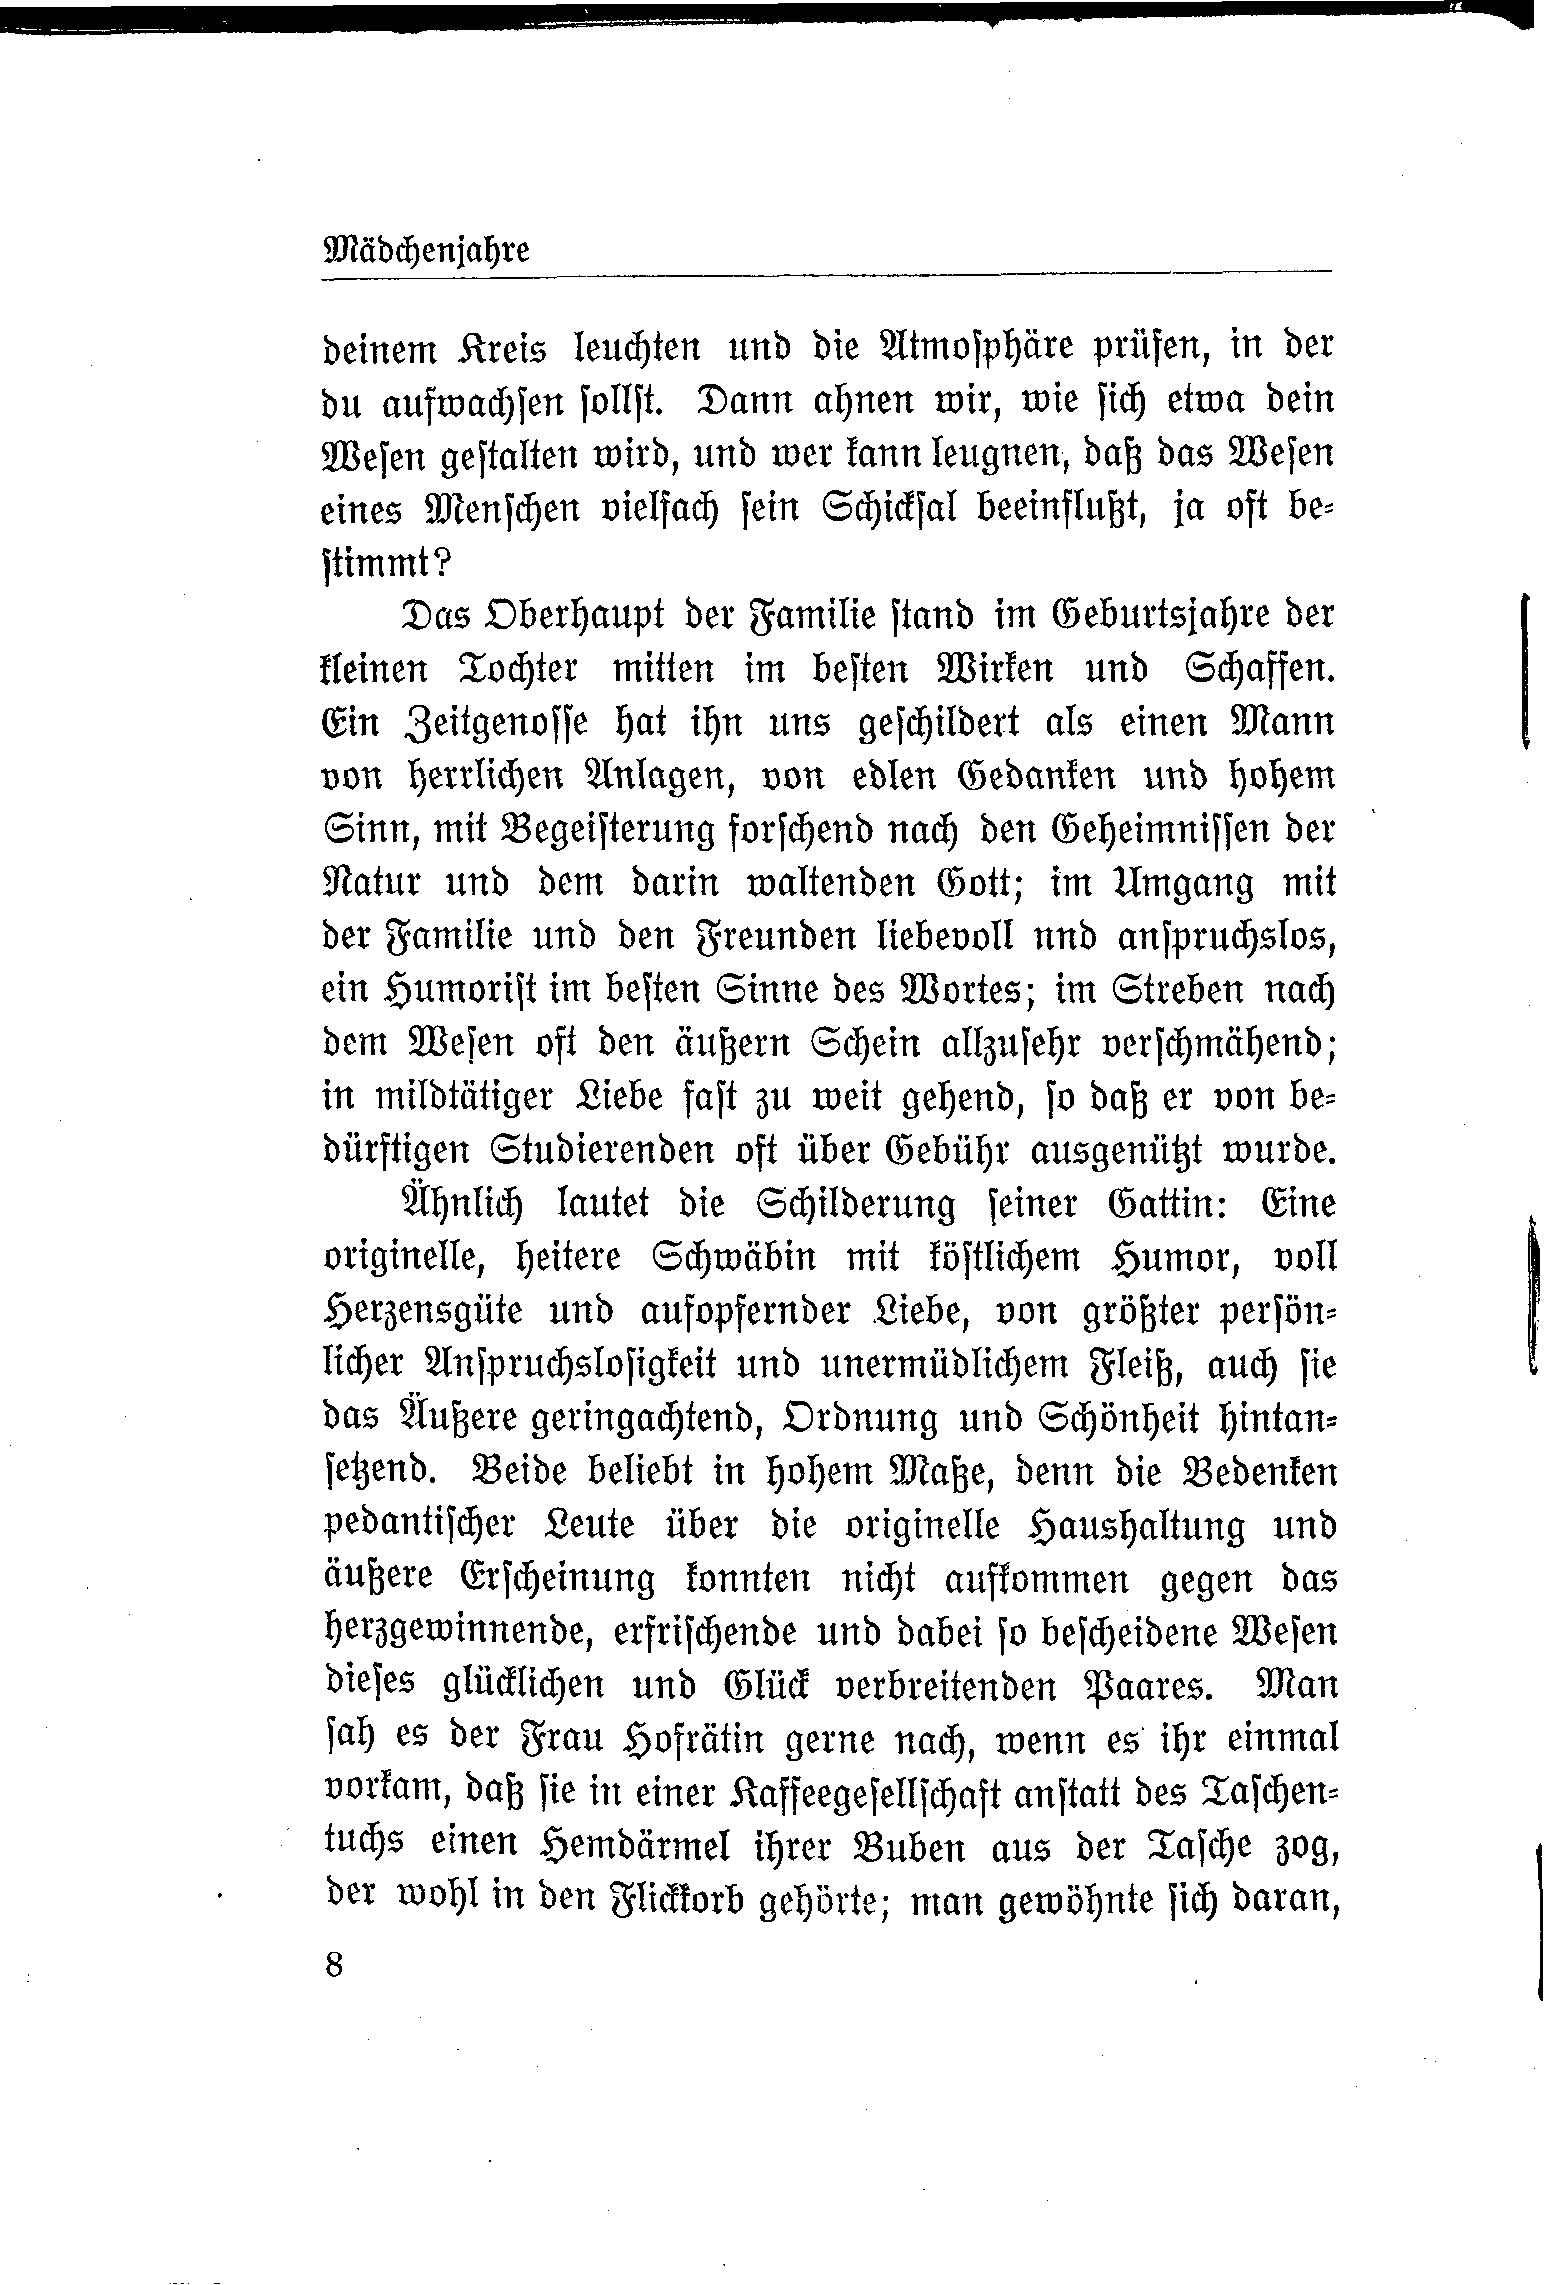 Mädchenjahre
deinem Kreis leuchten und die Atmosphäre prüfen, in der
du aufwachsen sollst. Dann ahnen wir, wie sich etwa dein
Wesen gestalten wird, und wer kann leugnen, daß das Wesen
eines Menschen vielfach sein Schicksal beeinflußt, ja oft be-
stimmt?
Das Oberhaupt der Familie stand im Geburtsjahre der
kleinen Tochter mitten im besten Wirken und Schaffen.
Ein Zeitgenosse hat ihn uns geschildert als einen Mann
von herrlichen Anlagen, von edlen Gedanken und hohem
Sinn, mit Begeisterung forschend nach den Geheimnissen der
Natur und dem darin waltenden Gott; im Umgang mit
der Familie und den Freunden liebevoll nnd anspruchslos,
ein Humorist im besten Sinne des Wortes; im Streben nach
dem Wesen oft den äußern Schein allzusehr verschmähend;
in mildtätiger Liebe fast zu weit gehend, so daß er von be-
dürftigen Studierenden oft über Gebühr ausgenützt wurde.
Ähnlich lautet die Schilderung seiner Gattin: Eine
originelle, heitere Schwäbin mit köstlichem Humor, voll
Herzensgüte und aufopfernder Liebe, von größter persön-
licher Anspruchslosigkeit und unermüdlichem Fleiß, auch sie
das Äußere geringachtend, Ordnung und Schönheit hintan-
setzend. Beide beliebt in hohem Maße, denn die Bedenken
pedantischer Leute über die originelle Haushaltung und
äußere Erscheinung konnten nicht aufkommen gegen das
herzgewinnende, erfrischende und dabei so bescheidene Wesen
dieses glücklichen und Glück verbreitenden Paares. Man
sah es der Frau Hofrätin gerne nach, wenn es ihr einmal
vorkam, daß sie in einer Kaffeegesellschaft anstatt des Taschen-
tuchs einen Hemdärmel ihrer Buben aus der Tasche zog,
der wohl in den Flickkorb gehörte; man gewöhnte sich daran,
8